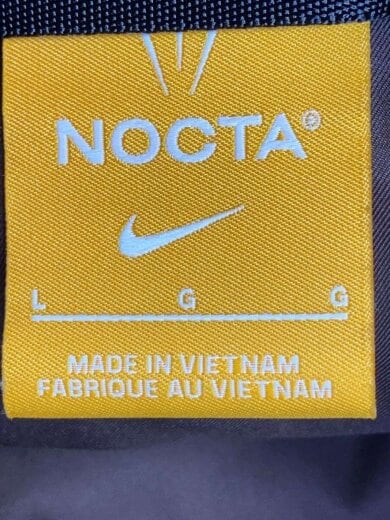 NOCTA®
L G G
MADE IN VIETNAM
FABRIQUE AU VIETNAM